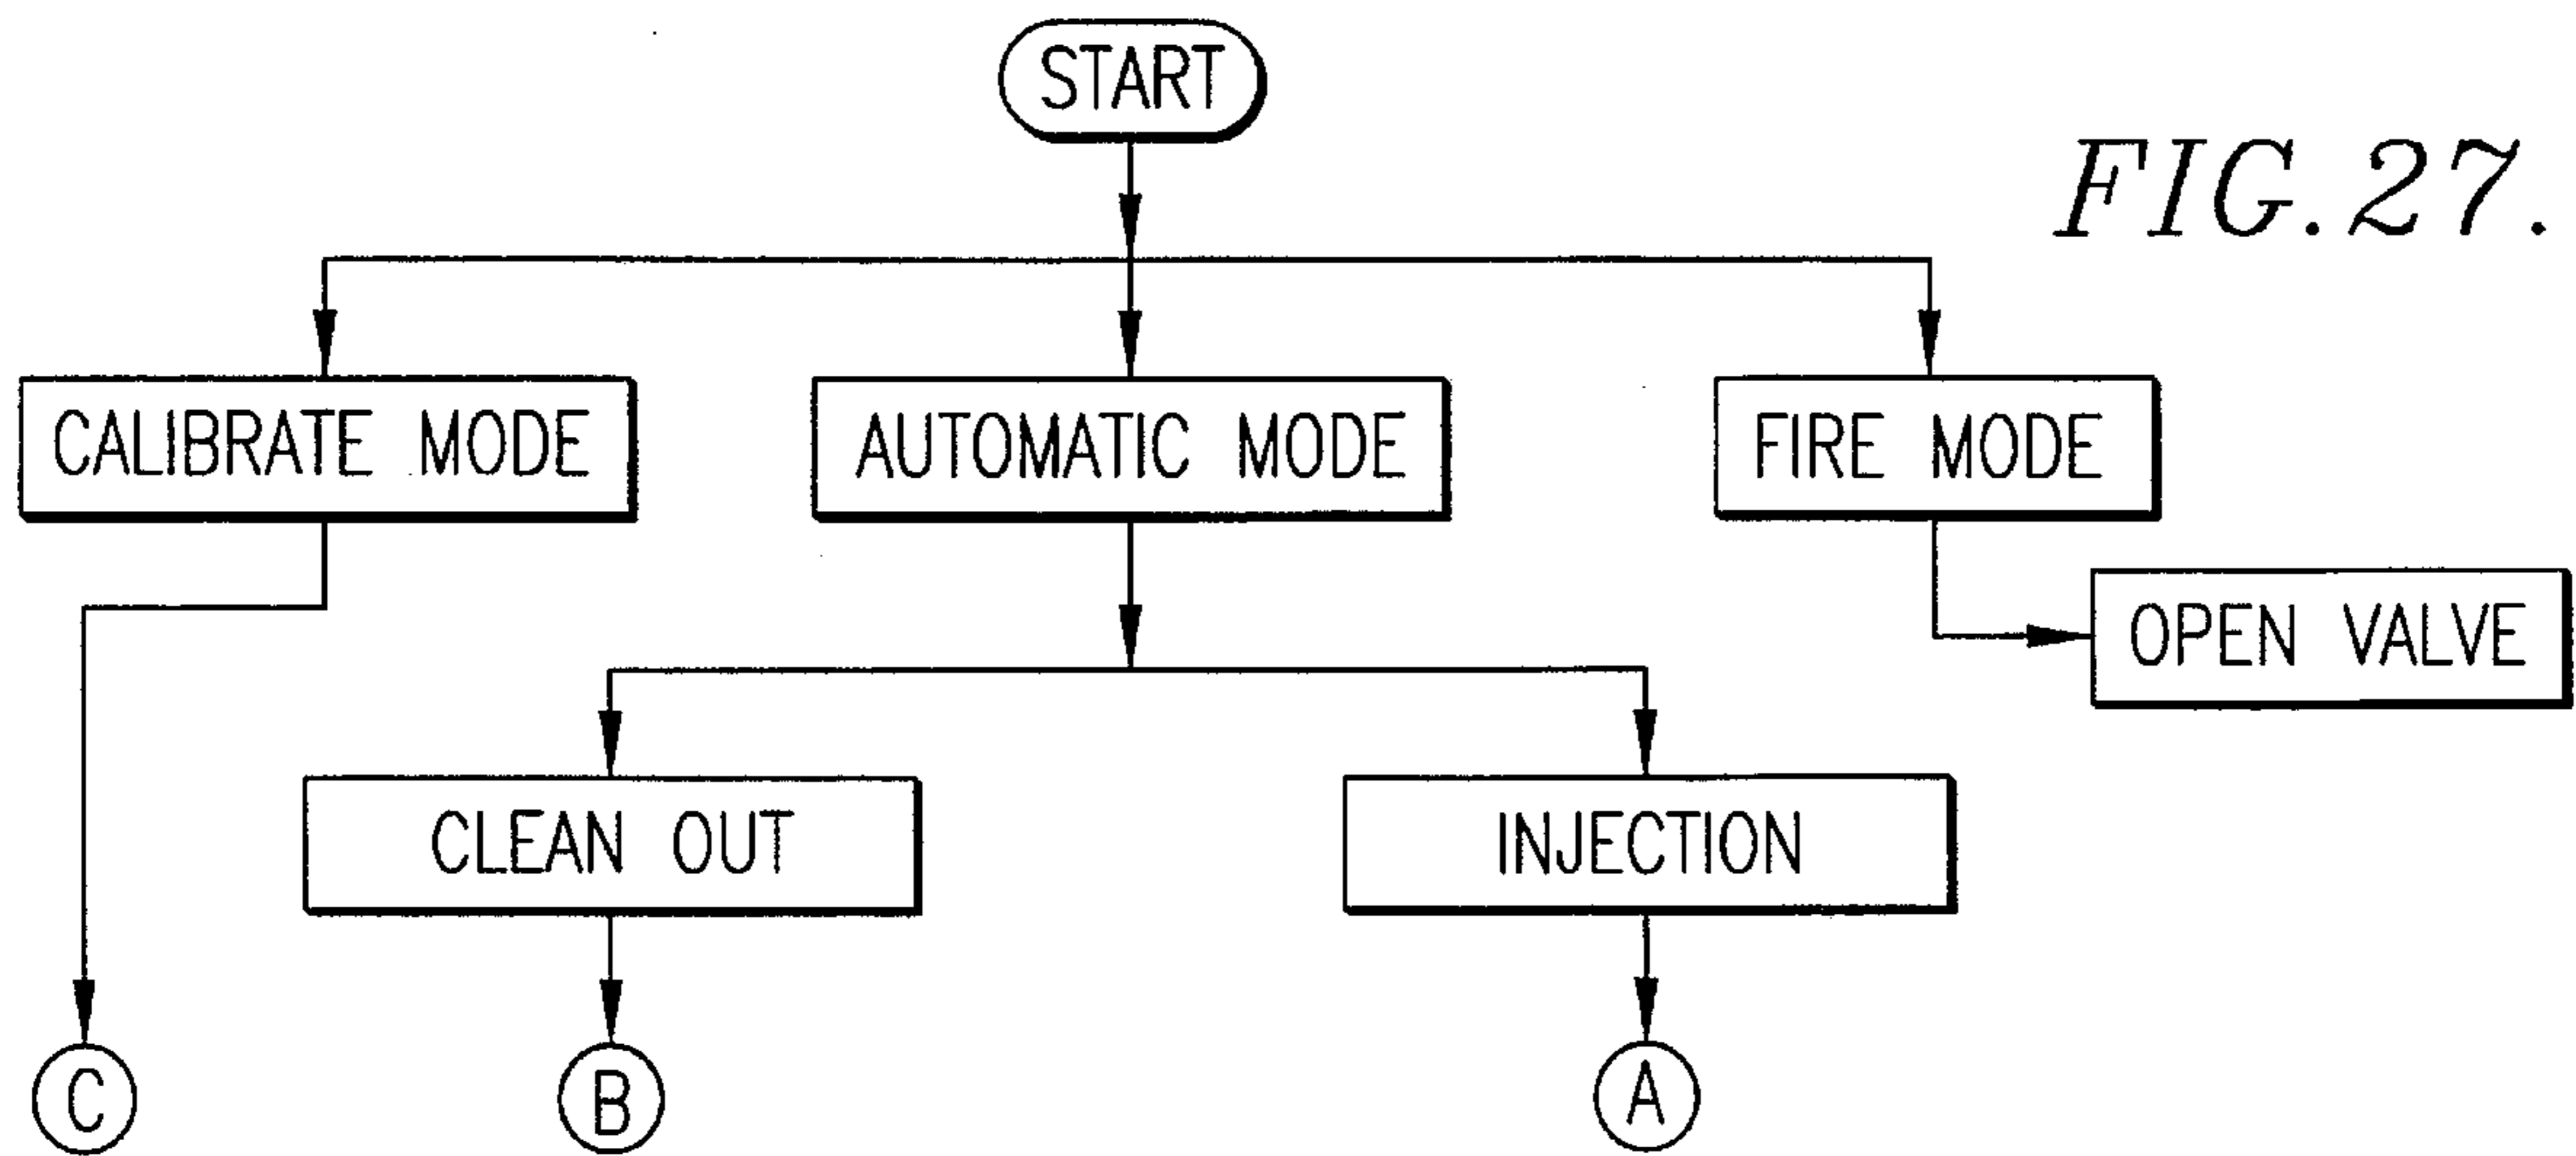 START
FIG. 27.
CALIBRATE MODE
AUTOMATIC MODE
FIRE MODE
OPEN VALVE
CLEAN OUT
INJECTION
C
B
A